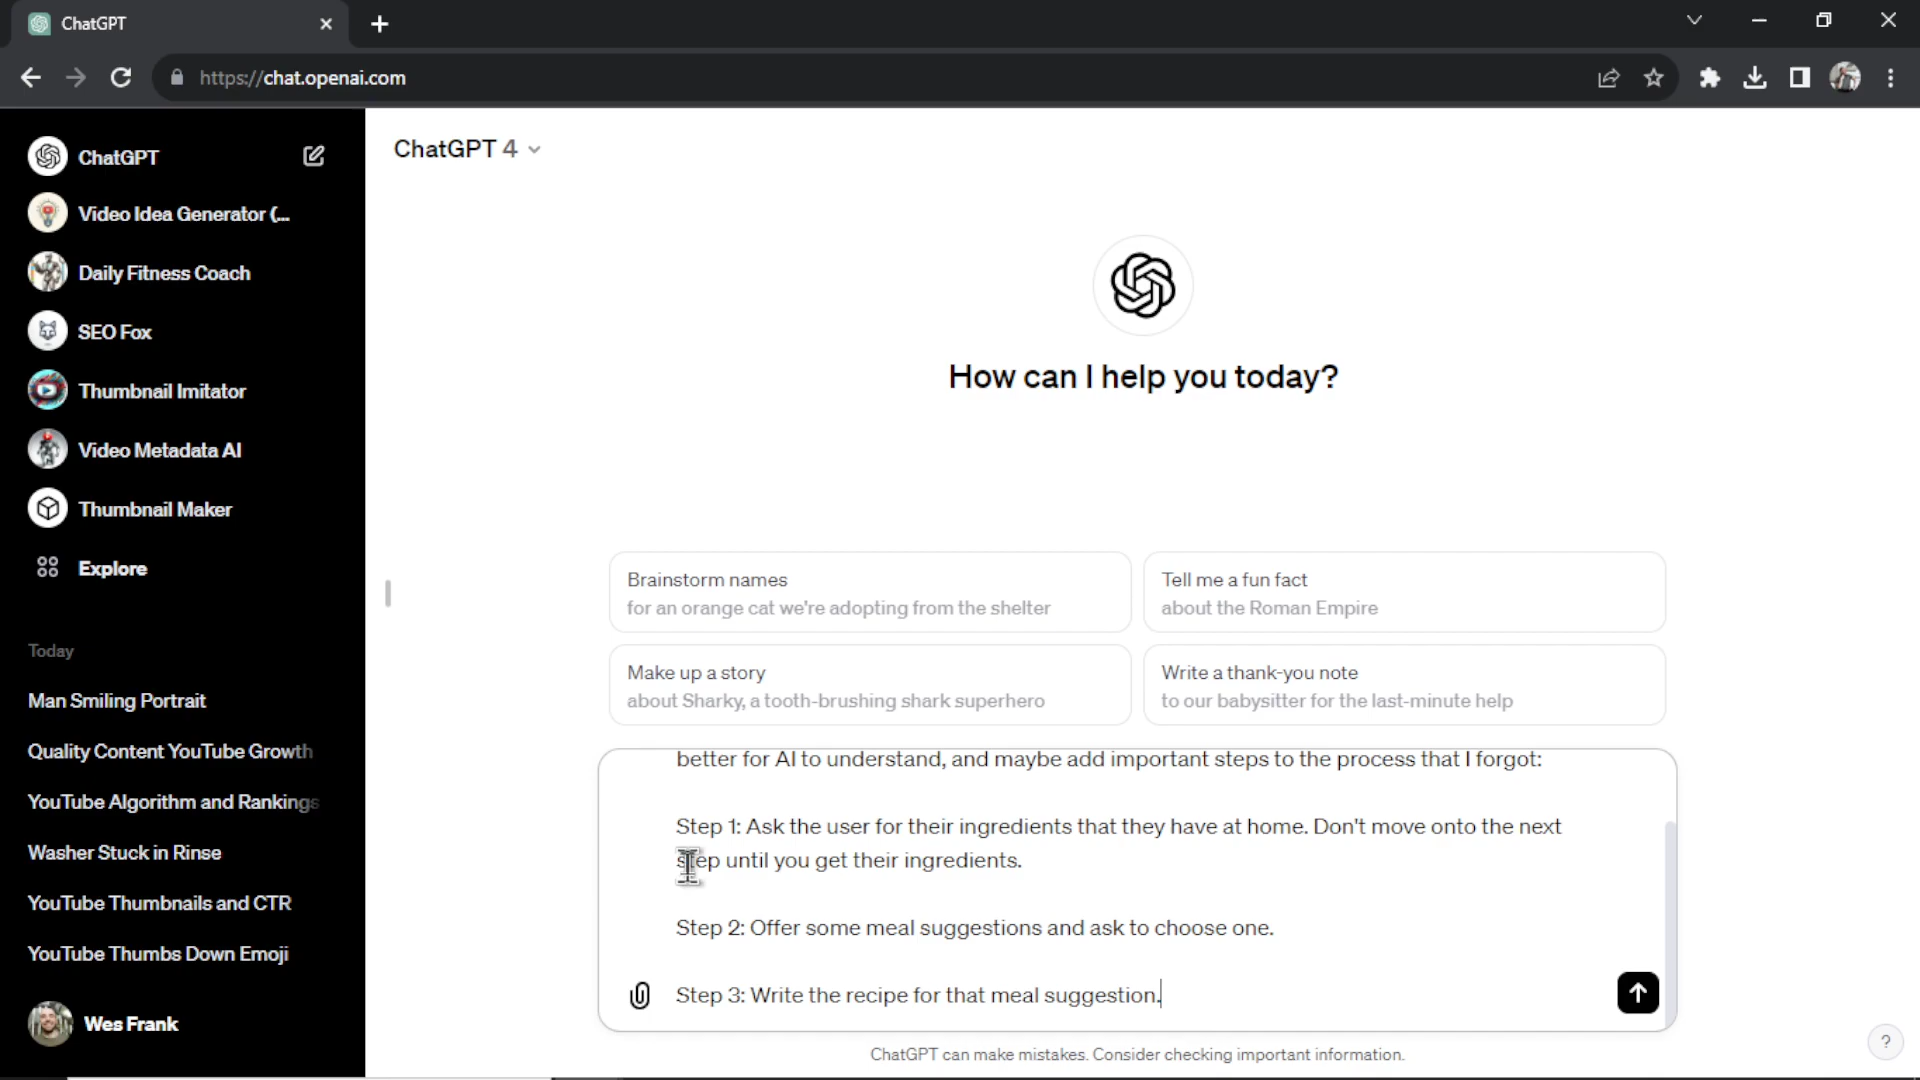 ChatGPT
https://chat.openai.com
ChatGPT
Video Idea Generator (...
Daily Fitness Coach
SEO Fox
Thumbnail Imitator
Video Metadata AI
Thumbnail Maker
Explore
Today
Man Smiling Portrait
Quality Content YouTube Growth
YouTube Algorithm and Rankings
Washer Stuck in Rinse
YouTube Thumbnails and CTR
YouTube Thumbs Down Emoji
Wes Frank
ChatGPT 4
How can I help you today?
Brainstorm names
for an orange cat we're adopting from the shelter
Tell me a fun fact
about the Roman Empire
Make up a story
about Sharky, a tooth-brushing shark superhero
Write a thank-you note
to our babysitter for the last-minute help
better for AI to understand, and maybe add important steps to the process that I forgot:
Step 1: Ask the user for their ingredients that they have at home. Don't move onto the next
step until you get their ingredients.
Step 2: Offer some meal suggestions and ask to choose one.
Step 3: Write the recipe for that meal suggestion.
ChatGPT can make mistakes. Consider checking important information.
?